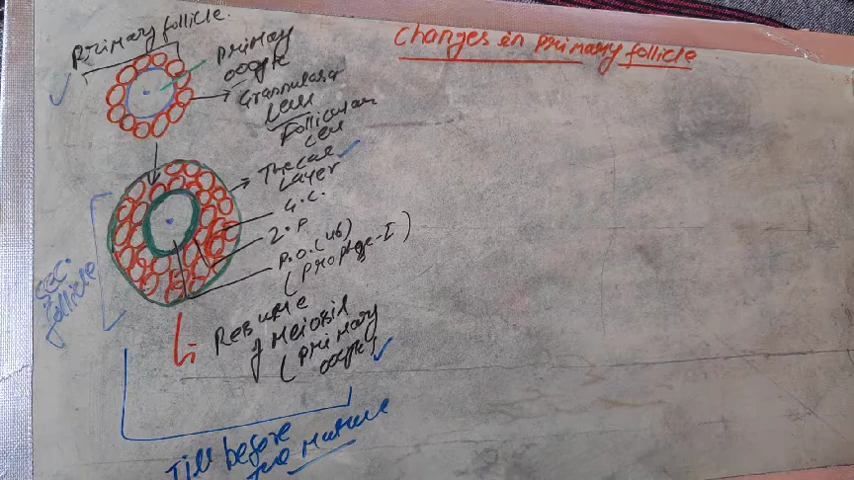 Changes in primary follicle
Primary follicle.
Primary
oocyte
Granulosa
Cell
Follicular
cell
Thecal
Layer
G.C.
Z.P
P.O.(46)
(Prophase-I)
SEC.
follicle
Resume
of Meiosis
(Primary
oocyte)
Till before
Mature